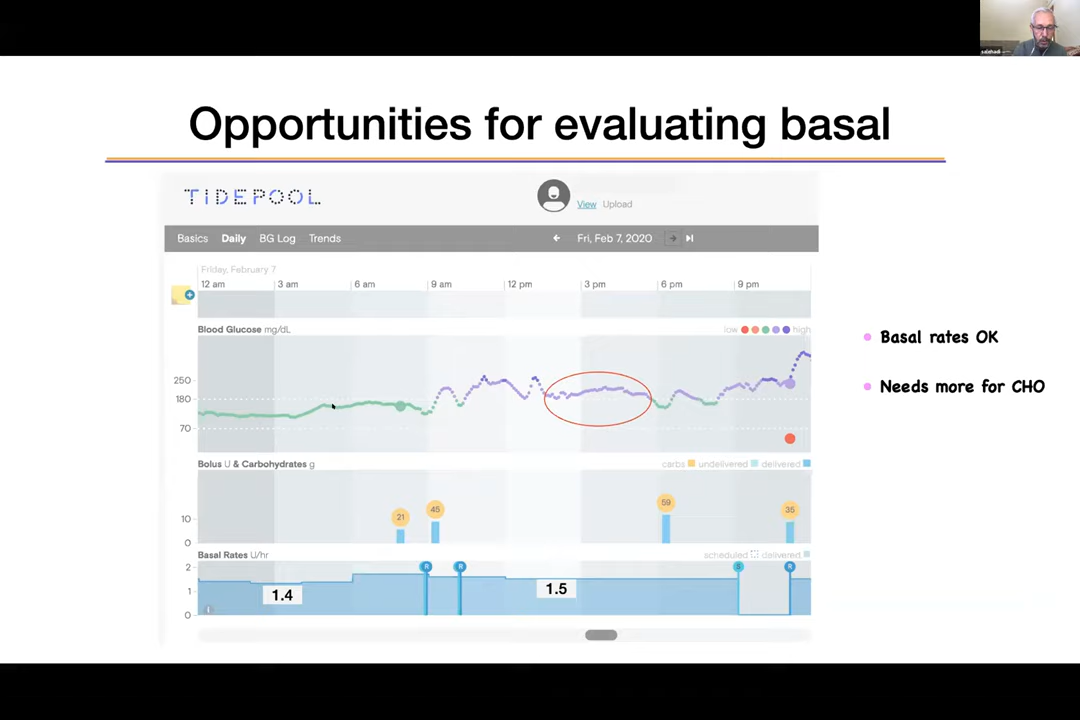 Opportunities for evaluating basal
TIDEPOOL
View Upload
Basics Daily BG Log Trends
Fri, Feb 7, 2020
Friday, February 7
12 am 3 am 6 am 9 am 12 pm 3 pm 6 pm 9 pm
Blood Glucose mg/dL
low high
250
180
70
Basal rates OK
Needs more for CHO
Bolus U & Carbohydrates g
carbs undelivered delivered
21 45 59 35
10
0
Basal Rates U/hr
scheduled delivered
R R S R
2
1
0
1.4
1.5